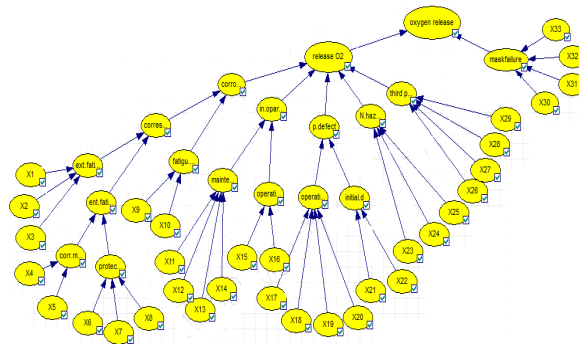 oxygen release
X33
release O2
maskfailure
X32
X31
X30
corro...
third p...
in.opar...
N.haz...
corres...
p.defect
X29
X28
fatigu...
X27
ext.fati...
X26
X1
mainte...
X25
X2
ent.fati...
operati...
operati...
initial.d...
X24
X9
X23
X3
X10
corr.m...
X4
protec...
X11
X15
X16
X22
X12
X14
X17
X21
X5
X13
X18
X19
X20
X6
X7
X8